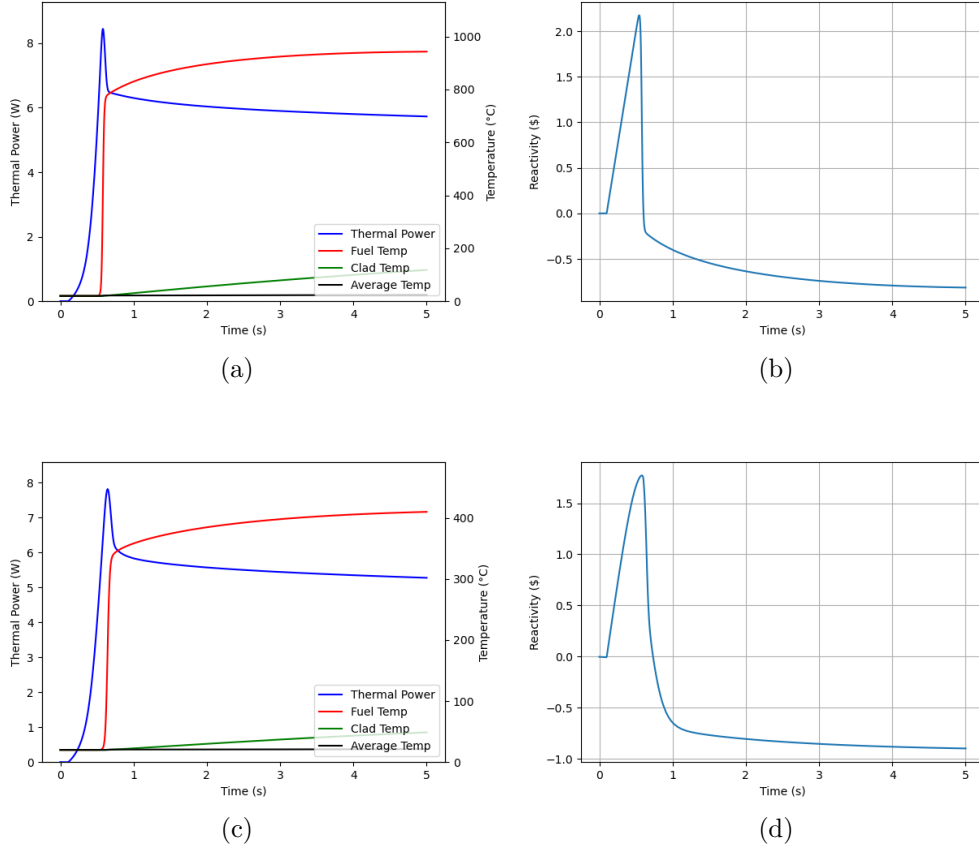 Thermal Power (W)
8
6
4
2
0
1000
800
600
400
200
0
Temperature (°C)
Thermal Power
Fuel Temp
Clad Temp
Average Temp
0 1 2 3 4 5
Time (s)
(a)
Reactivity ($)
2.0
1.5
1.0
0.5
0.0
−0.5
0 1 2 3 4 5
Time (s)
(b)
Thermal Power (W)
8
7
6
5
4
3
2
1
0
400
300
200
100
0
Temperature (°C)
Thermal Power
Fuel Temp
Clad Temp
Average Temp
0 1 2 3 4 5
Time (s)
(c)
Reactivity ($)
1.5
1.0
0.5
0.0
−0.5
−1.0
0 1 2 3 4 5
Time (s)
(d)